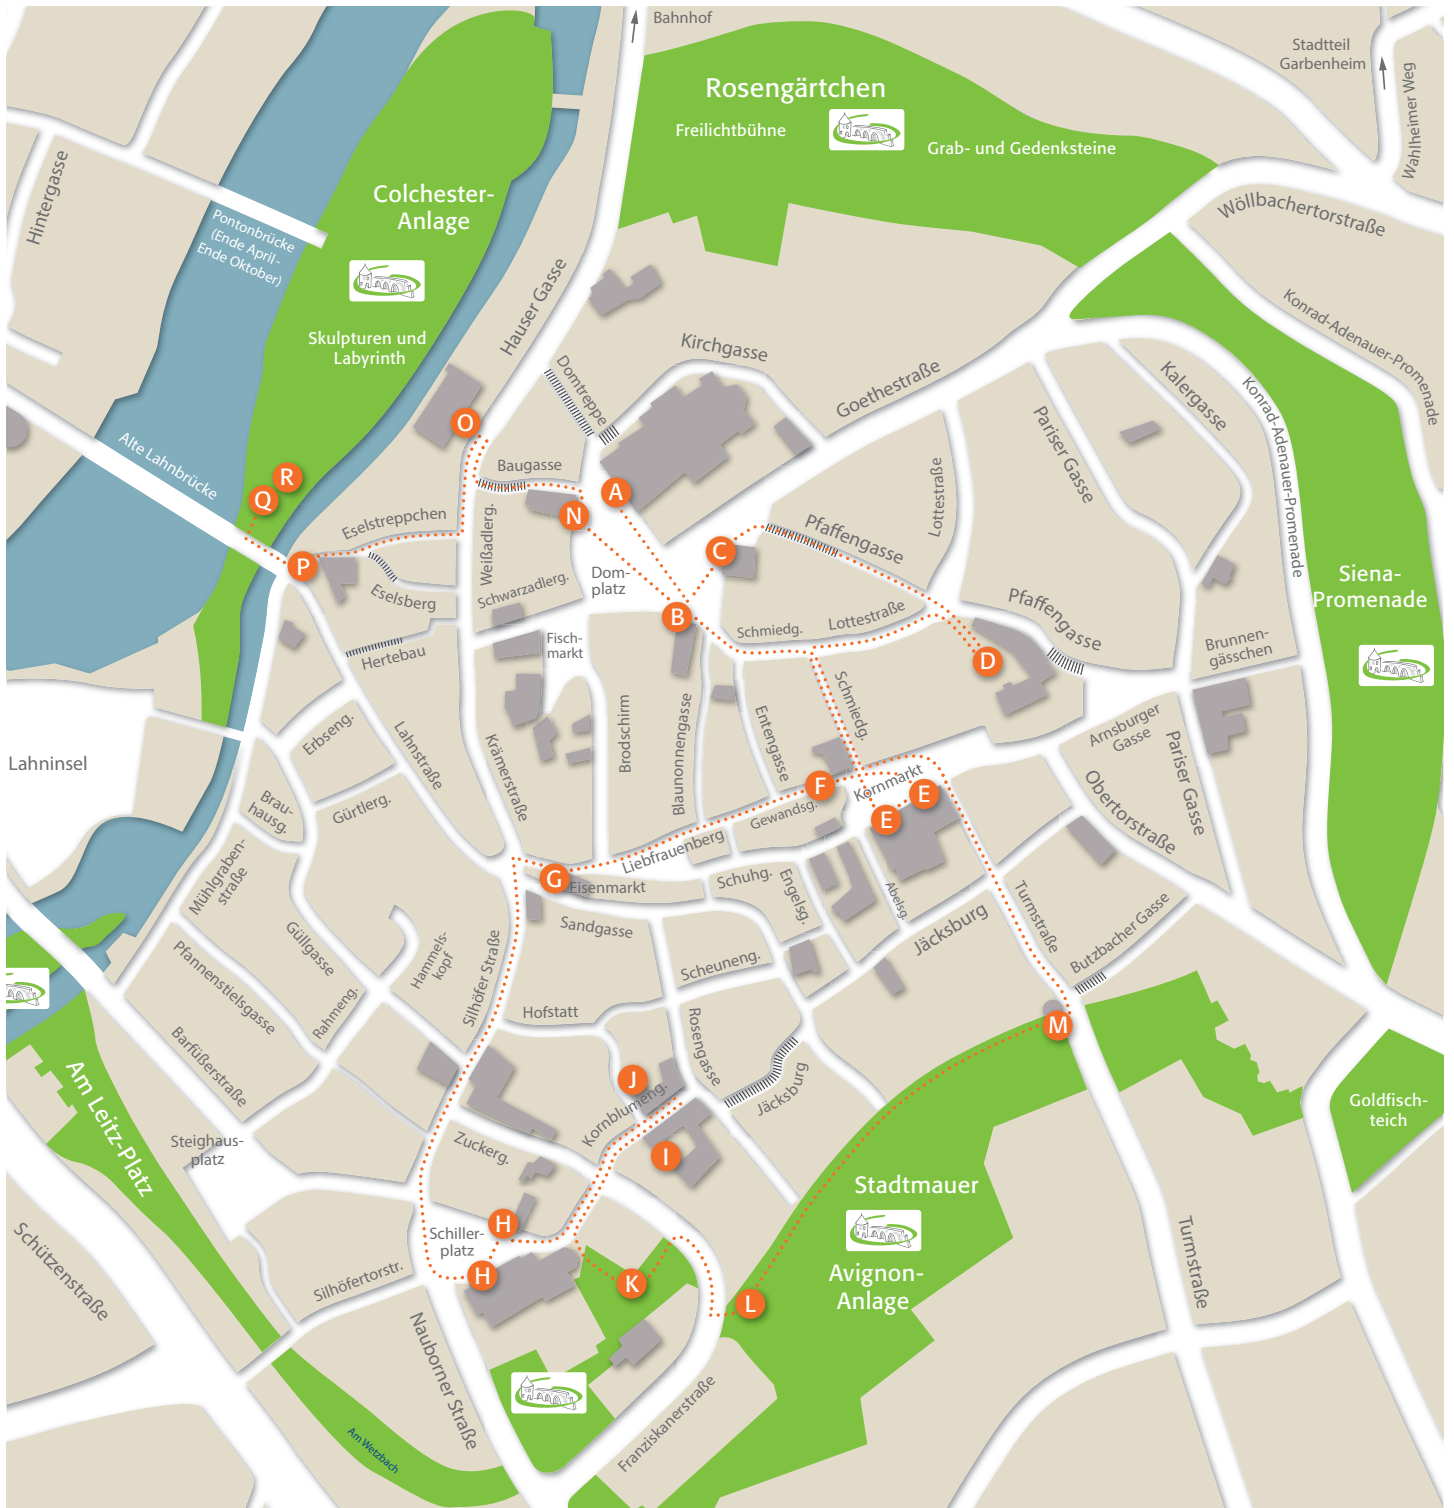 Bahnhof
Stadtteil
Garbenheim
Wahlheimer Weg
Rosengärtchen
Freilichtbühne
Grab- und Gedenksteine
Hintergasse
Colchester-
Anlage
Pontonbrücke
(Ende April-
Ende Oktober)
Wöllbachertorstraße
Skulpturen und
Labyrinth
Hauser Gasse
Kirchgasse
Domtreppe
Goethestraße
Konrad-Adenauer-Promenade
Kalergasse
Konrad-Adenauer-Promenade
Pariser Gasse
Alte Lahnbrücke
O
Baugasse
R
Q
A
N
Lottestraße
Eselstreppchen
Weißadlerg.
Pfaffengasse
C
P
Dom-
platz
Schwarzadlerg.
Eselsberg
Siena-
Promenade
B
Schmiedg.
Lottestraße
Pfaffengasse
Fisch-
markt
Hertebau
D
Brunnen-
gässchen
Schmiedg.
Erbseng.
Lahnstraße
Krämerstraße
Brodschirm
Blaunonnengasse
Entengasse
Arnsburger
Gasse
Pariser Gasse
Lahninsel
F
Kornmarkt
E
E
Obertorstraße
Brau-
hausg.
Gürtlerg.
Gewandsg.
Liebfrauenberg
G
Eisenmarkt
Schuhg.
Engelsg.
Abelsg.
Mühlgraben-
straße
Turmstraße
Jäcksburg
Butzbacher Gasse
Sandgasse
Güllgasse
Hammels-
kopf
Silhöfer Straße
Scheuneng.
Pfannenstielsgasse
Rahmeng.
Hofstatt
Rosengasse
M
Barfüßerstraße
J
Jäcksburg
Kornblumeng.
Am Leitz-Platz
Goldfisch-
teich
Steighaus-
platz
Zuckerg.
I
Stadtmauer
H
Schiller-
platz
Schützenstraße
Silhöfertorstr.
H
K
L
Avignon-
Anlage
Turmstraße
Nauborner Straße
Franziskanerstraße
Am Wetzbach